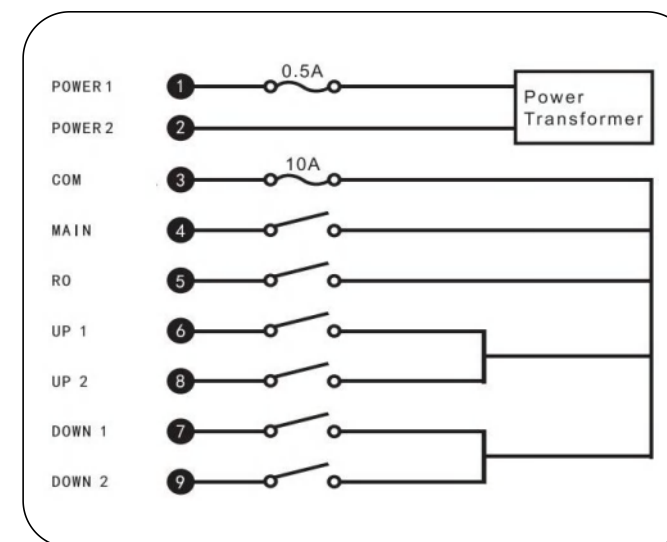 POWER 1 1 0.5A
Power
Transformer
POWER 2 2
COM 3 10A
MAIN 4
RO 5
UP 1 6
UP 2 8
DOWN 1 7
DOWN 2 9